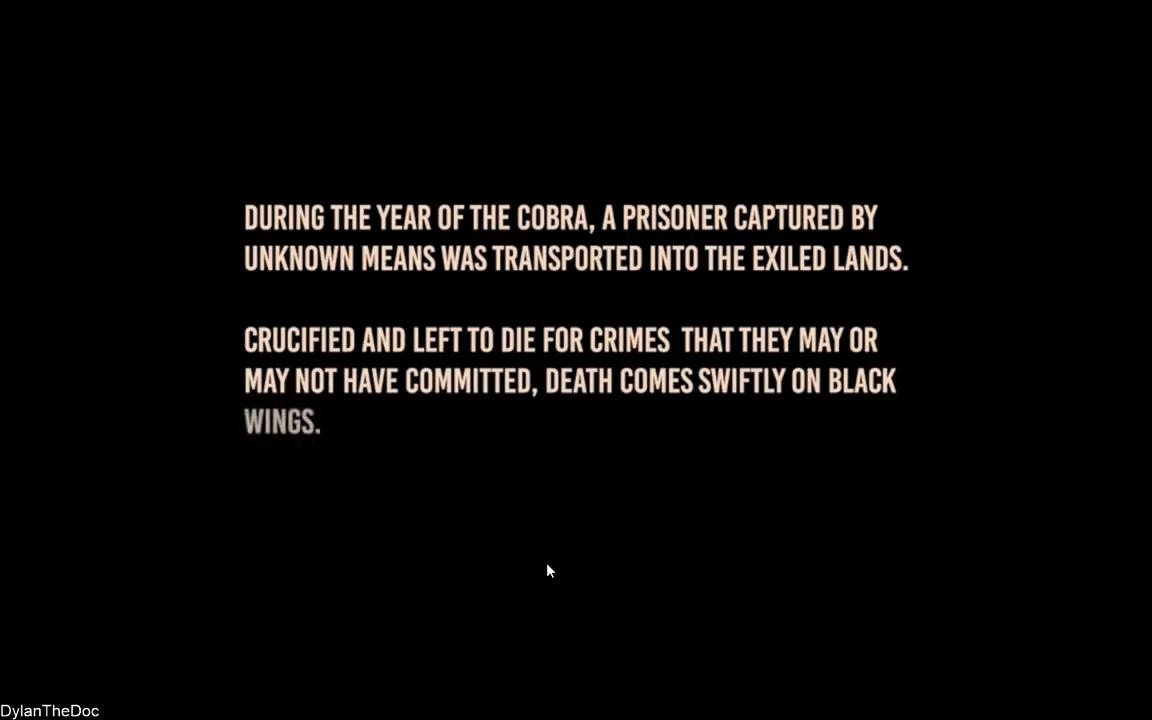 DURING THE YEAR OF THE COBRA, A PRISONER CAPTURED BY
UNKNOWN MEANS WAS TRANSPORTED INTO THE EXILED LANDS.
CRUCIFIED AND LEFT TO DIE FOR CRIMES THAT THEY MAY OR
MAY NOT HAVE COMMITTED, DEATH COMES SWIFTLY ON BLACK
WINGS.
DylanTheDoc